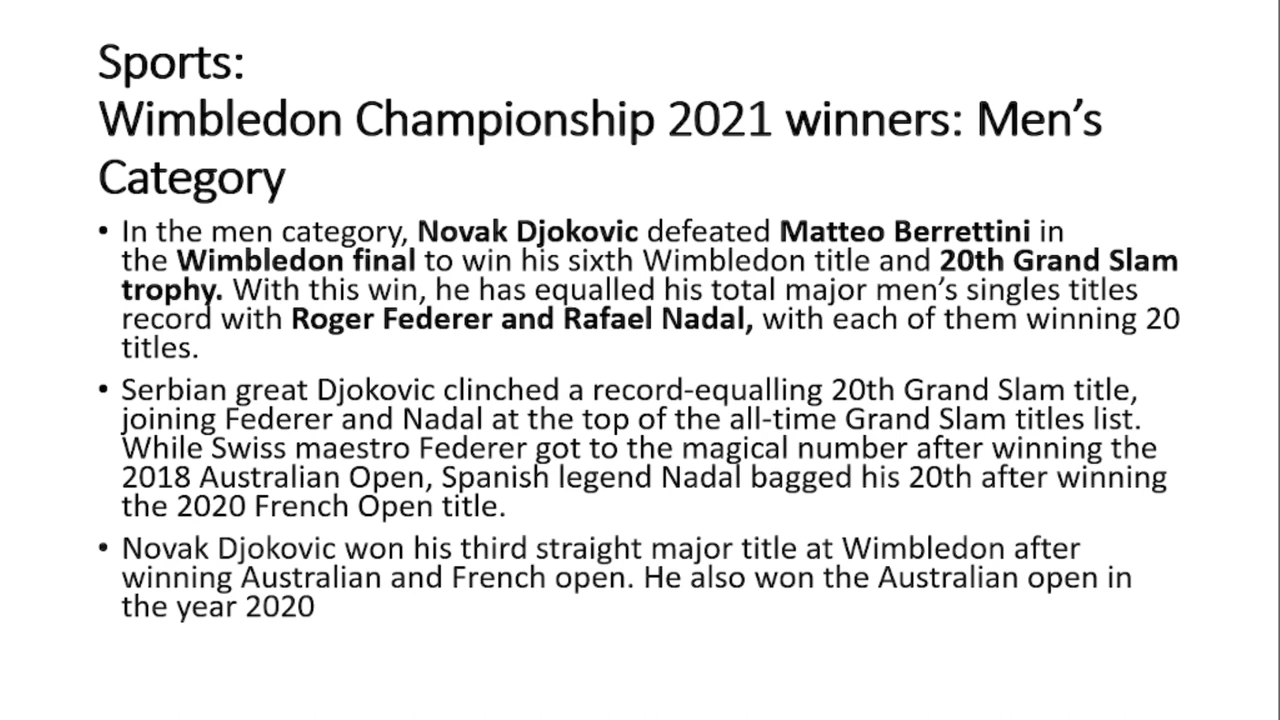 Sports:
Wimbledon Championship 2021 winners: Men’s
Category
• In the men category, Novak Djokovic defeated Matteo Berrettini in
the Wimbledon final to win his sixth Wimbledon title and 20th Grand Slam
trophy. With this win, he has equalled his total major men’s singles titles
record with Roger Federer and Rafael Nadal, with each of them winning 20
titles.
• Serbian great Djokovic clinched a record-equalling 20th Grand Slam title,
joining Federer and Nadal at the top of the all-time Grand Slam titles list.
While Swiss maestro Federer got to the magical number after winning the
2018 Australian Open, Spanish legend Nadal bagged his 20th after winning
the 2020 French Open title.
• Novak Djokovic won his third straight major title at Wimbledon after
winning Australian and French open. He also won the Australian open in
the year 2020